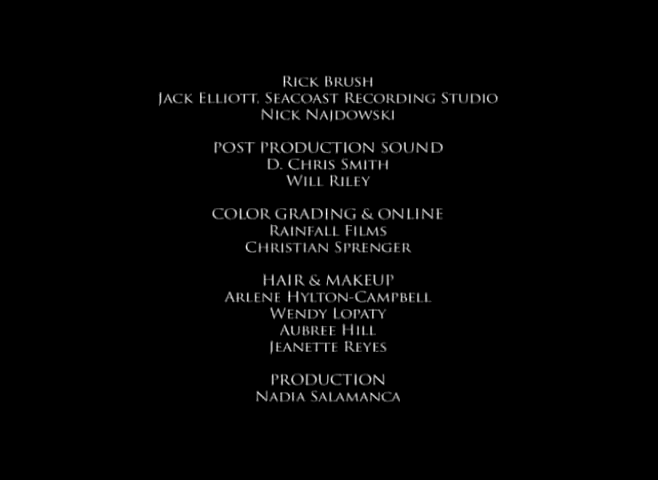 Rick Brush
Jack Elliott, Seacoast Recording Studio
Nick Najdowski
POST PRODUCTION SOUND
D. Chris Smith
Will Riley
COLOR GRADING & ONLINE
Rainfall Films
Christian Sprenger
HAIR & MAKEUP
Arlene Hylton-Campbell
Wendy Lopaty
Aubree Hill
Jeanette Reyes
PRODUCTION
Nadia Salamanca